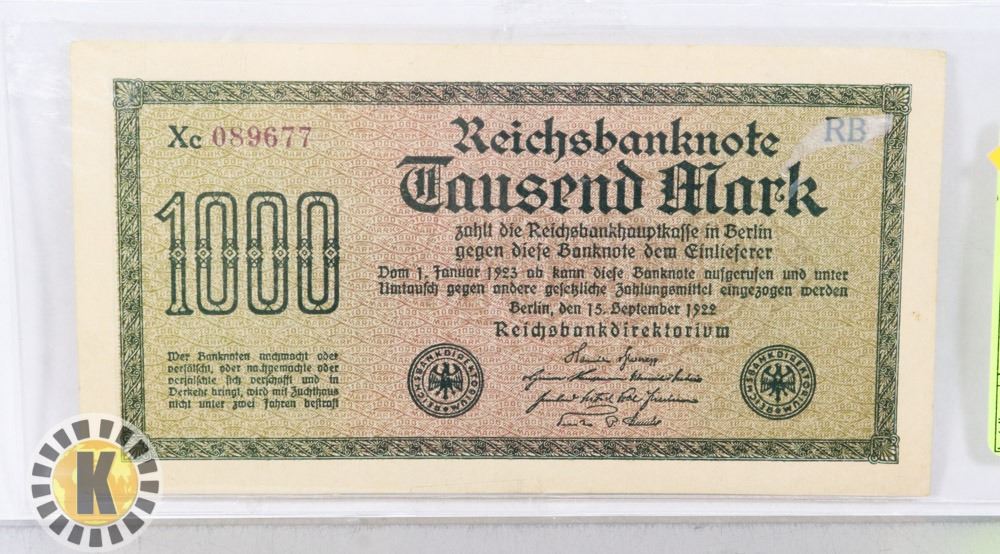 Xc 089677
RB
Reichsbanknote
Tausend Mark
1000
zahlt die Reichsbankhauptkasse in Berlin
gegen diese Banknote dem Einlieferer
Vom 1. Januar 1923 ab kann diese Banknote aufgerufen und unter
Umtausch gegen andere gesetzliche Zahlungsmittel eingezogen werden
Berlin, den 15. September 1922
Reichsbankdirektorium
Wer Banknoten nachmacht oder
verfälscht, oder nachgemachte oder
verfälschte sich verschafft und in
Verkehr bringt, wird mit Zuchthaus
nicht unter zwei Jahren bestraft
REICHSBANKDIREKTORIUM
REICHSBANKDIREKTORIUM
K